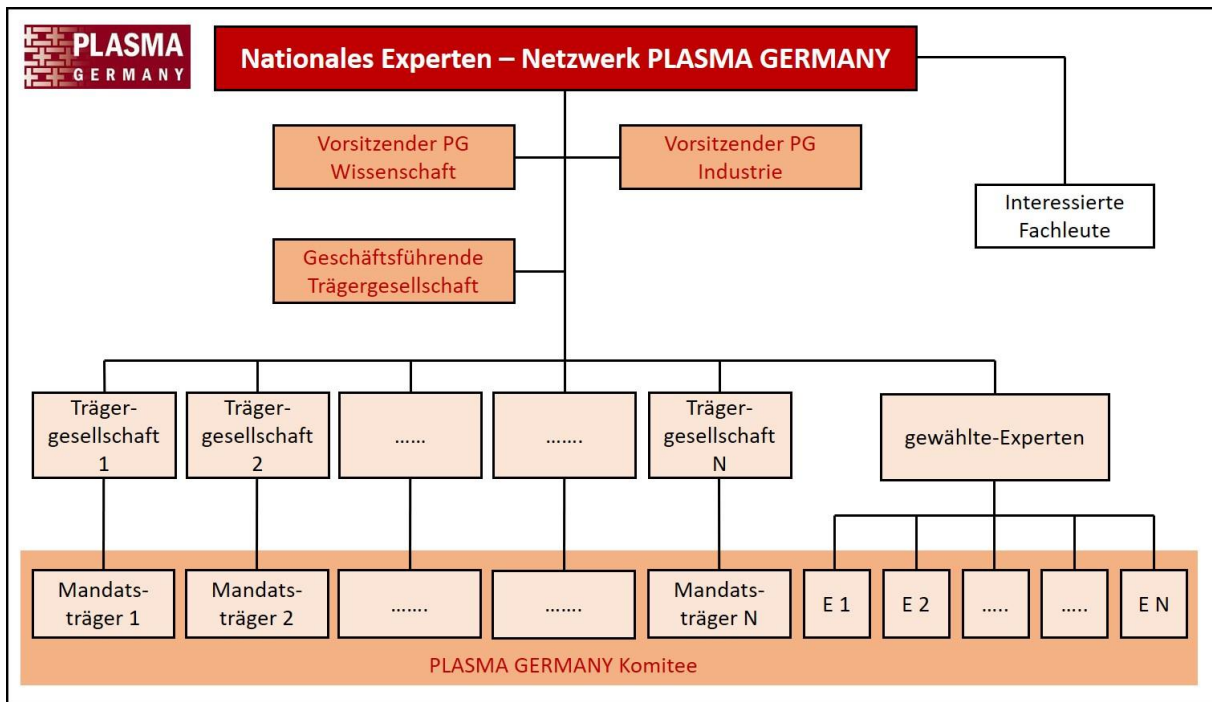 PLASMA
GERMANY
Nationales Experten – Netzwerk PLASMA GERMANY
Vorsitzender PG
Wissenschaft
Vorsitzender PG
Industrie
Interessierte
Fachleute
Geschäftsführende
Trägergesellschaft
Träger-
gesellschaft
1
Träger-
gesellschaft
2
......
.......
Träger-
gesellschaft
N
gewählte-Experten
Mandats-
träger 1
Mandats-
träger 2
.......
.......
Mandats-
träger N
E 1
E 2
.....
.....
E N
PLASMA GERMANY Komitee